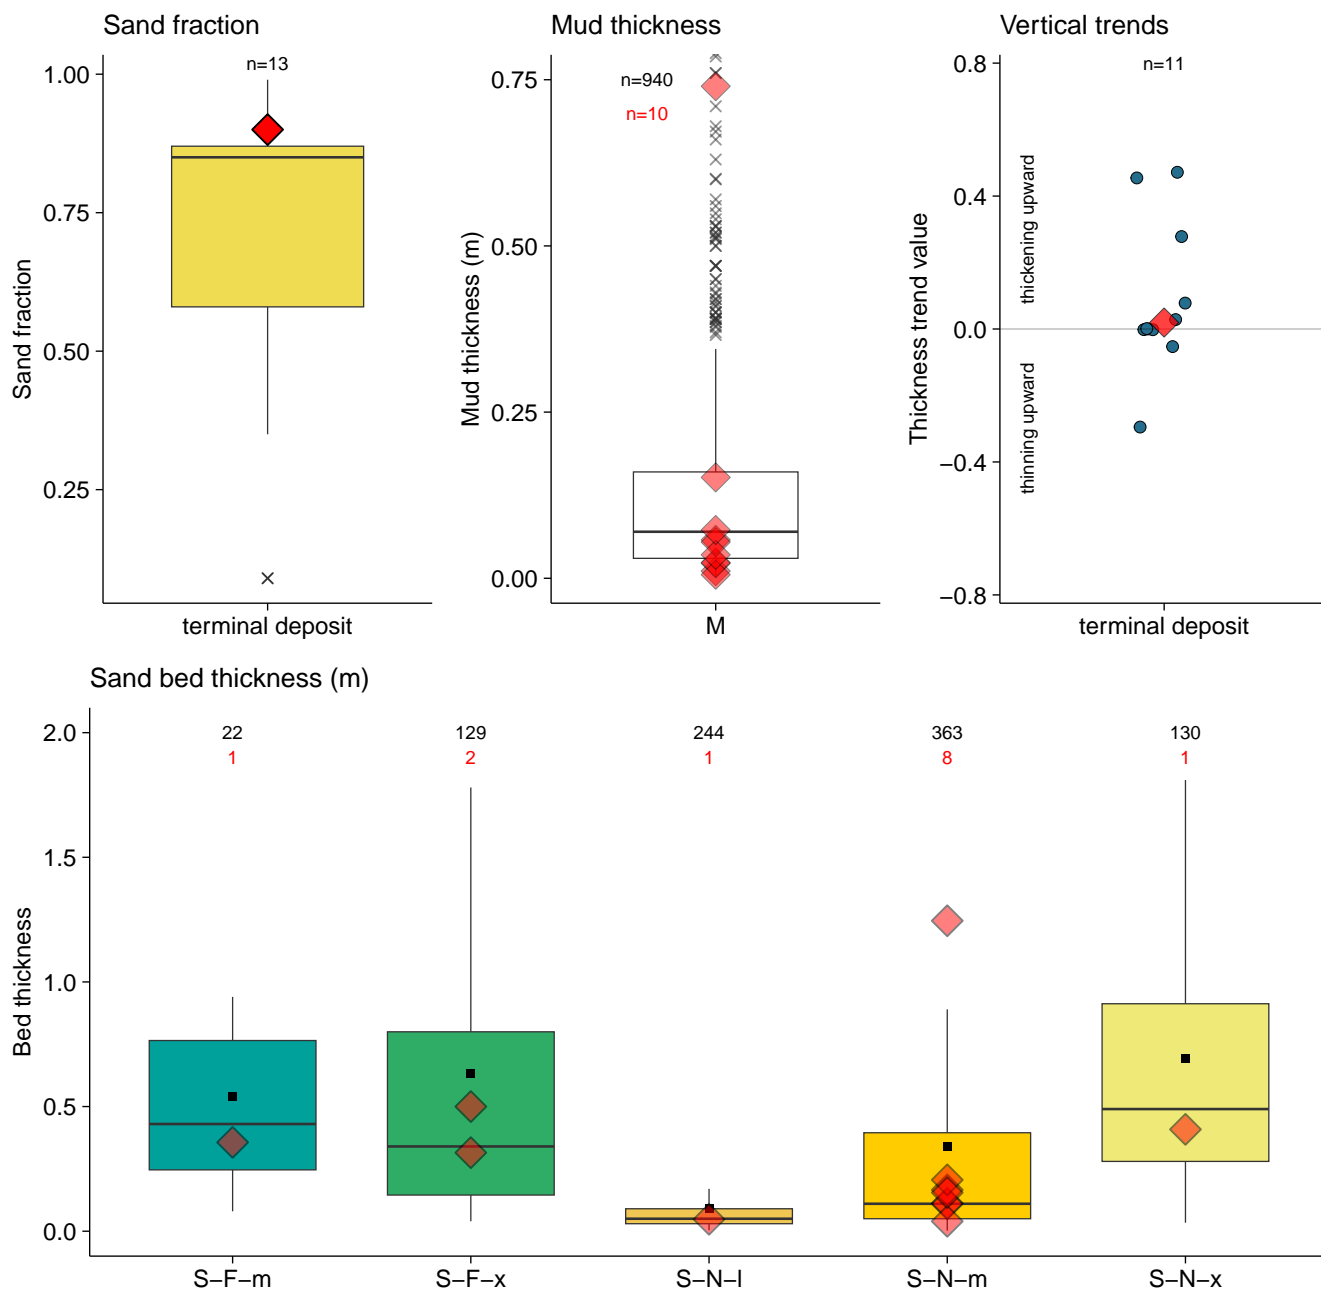 Sand fraction
n=13
1.00
0.75
0.50
0.25
Sand fraction
terminal deposit
Mud thickness
n=940
n=10
0.75
0.50
0.25
0.00
Mud thickness (m)
M
Vertical trends
n=11
0.8
0.4
0.0
−0.4
−0.8
Thickness trend value
thickening upward
thinning upward
terminal deposit
Sand bed thickness (m)
22
129
244
363
130
1
2
1
8
1
2.0
1.5
1.0
0.5
0.0
Bed thickness
S−F−m
S−F−x
S−N−l
S−N−m
S−N−x